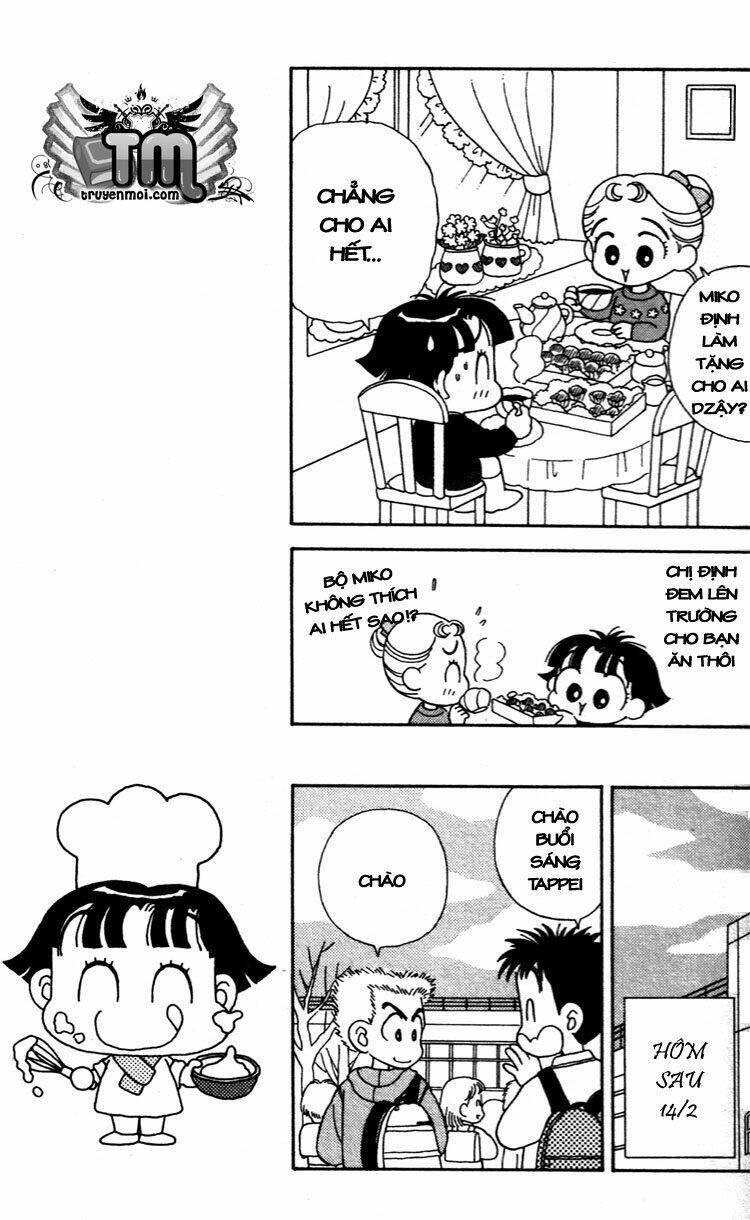 TM
truyenmoi.com
MIKO
ĐỊNH
LÀM
TẶNG
CHO AI
DZẬY?
CHẲNG
CHO AI
HẾT...
CHỊ ĐỊNH
ĐEM LÊN
TRƯỜNG
CHO BẠN
ĂN THÔI
BỘ MIKO
KHÔNG THÍCH
AI HẾT SAO!?
HÔM
SAU
14/2
CHÀO
BUỔI
SÁNG,
TAPPEI
CHÀO